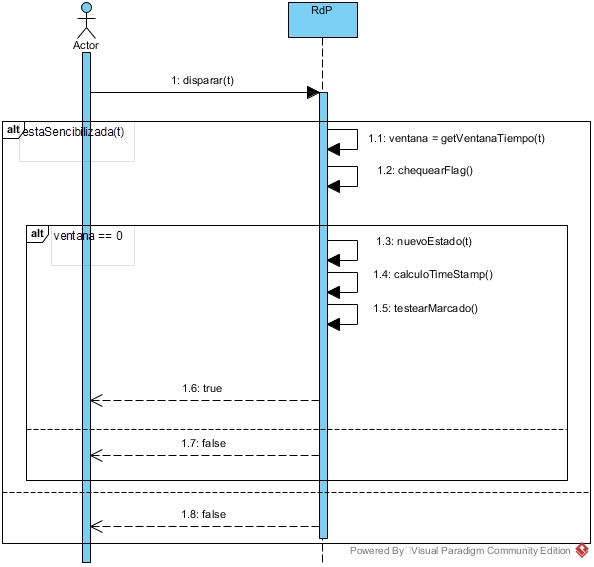 RdP
Actor
1: disparar(t)
alt
estaSencibilizada(t)
1.1: ventana = getVentanaTiempo(t)
1.2: chequearFlag()
alt
ventana == 0
1.3: nuevoEstado(t)
1.4: calculoTimeStamp()
1.5: testearMarcado()
1.6: true
1.7: false
1.8: false
Powered By Visual Paradigm Community Edition